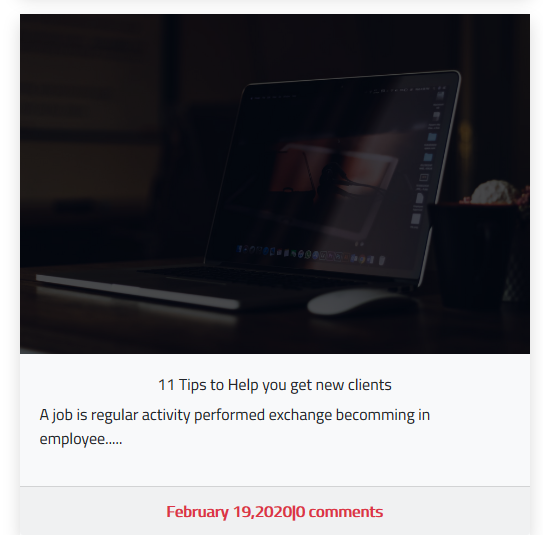 11 Tips to Help you get new clients
A job is regular activity performed exchange becomming in
employee.....
February 19,2020|0 comments